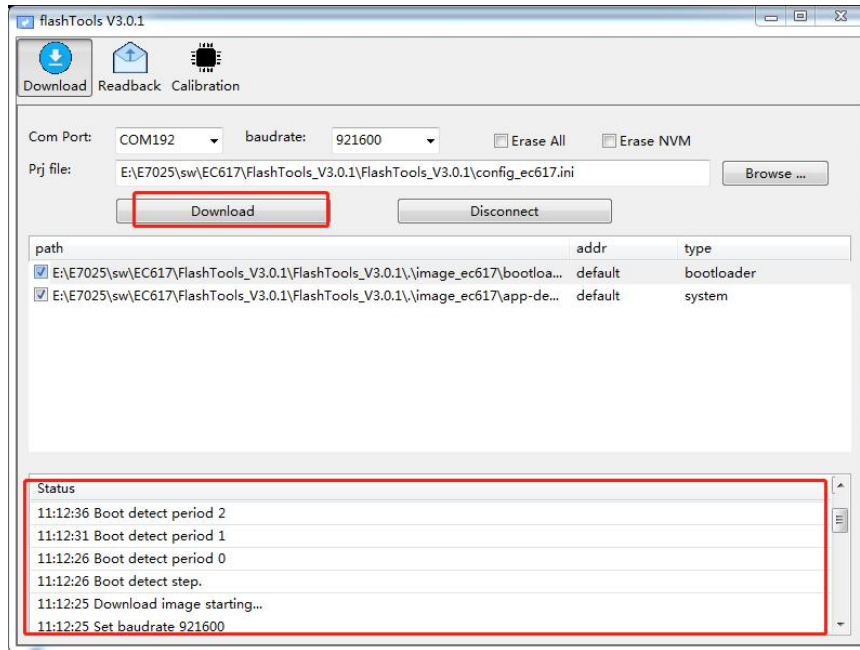 flashTools V3.0.1
Download Readback Calibration
Com Port: COM192 baudrate: 921600 Erase All Erase NVM
Prj file: E:\E7025\sw\EC617\FlashTools_V3.0.1\FlashTools_V3.0.1\config_ec617.ini Browse ...
Download Disconnect
path addr type
E:\E7025\sw\EC617\FlashTools_V3.0.1\FlashTools_V3.0.1\.\image_ec617\bootloa... default bootloader
E:\E7025\sw\EC617\FlashTools_V3.0.1\FlashTools_V3.0.1\.\image_ec617\app-de... default system
Status
11:12:36 Boot detect period 2
11:12:31 Boot detect period 1
11:12:26 Boot detect period 0
11:12:26 Boot detect step.
11:12:25 Download image starting...
11:12:25 Set baudrate 921600